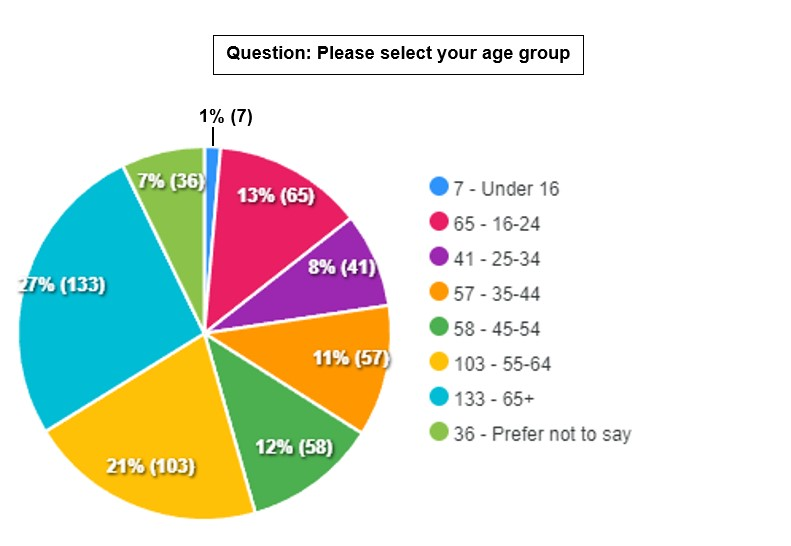 Question: Please select your age group
1% (7)
7% (36)
13% (65)
8% (41)
27% (133)
11% (57)
12% (58)
21% (103)
7 - Under 16
65 - 16-24
41 - 25-34
57 - 35-44
58 - 45-54
103 - 55-64
133 - 65+
36 - Prefer not to say